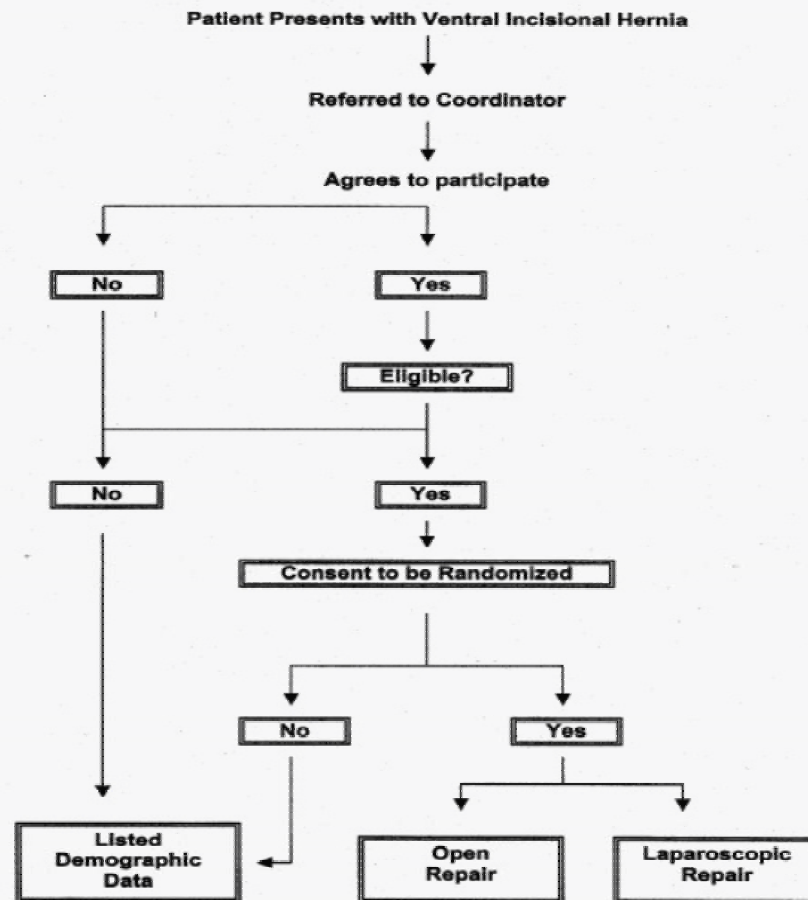 Patient Presents with Ventral Incisional Hernia
Referred to Coordinator
Agrees to participate
No
Yes
Eligible?
No
Yes
Consent to be Randomized
No
Yes
Listed
Demographic
Data
Open
Repair
Laparoscopic
Repair